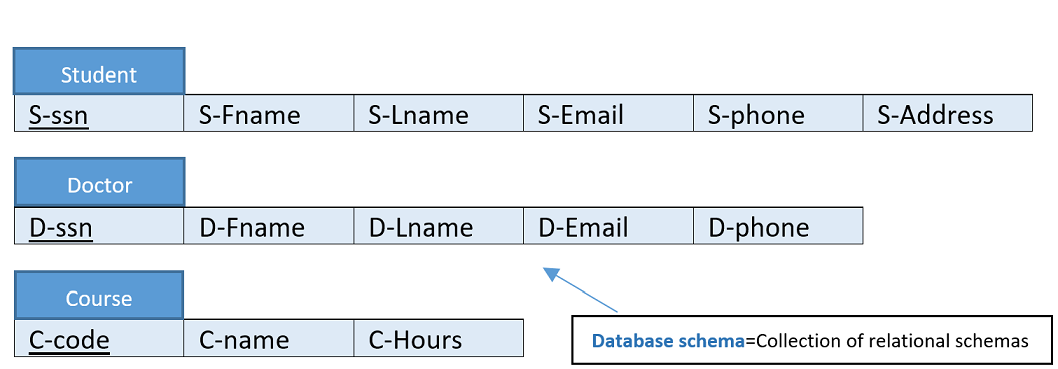 Student
S-ssn S-Fname S-Lname S-Email S-phone S-Address
Doctor
D-ssn D-Fname D-Lname D-Email D-phone
Course
C-code C-name C-Hours
Database schema=Collection of relational schemas